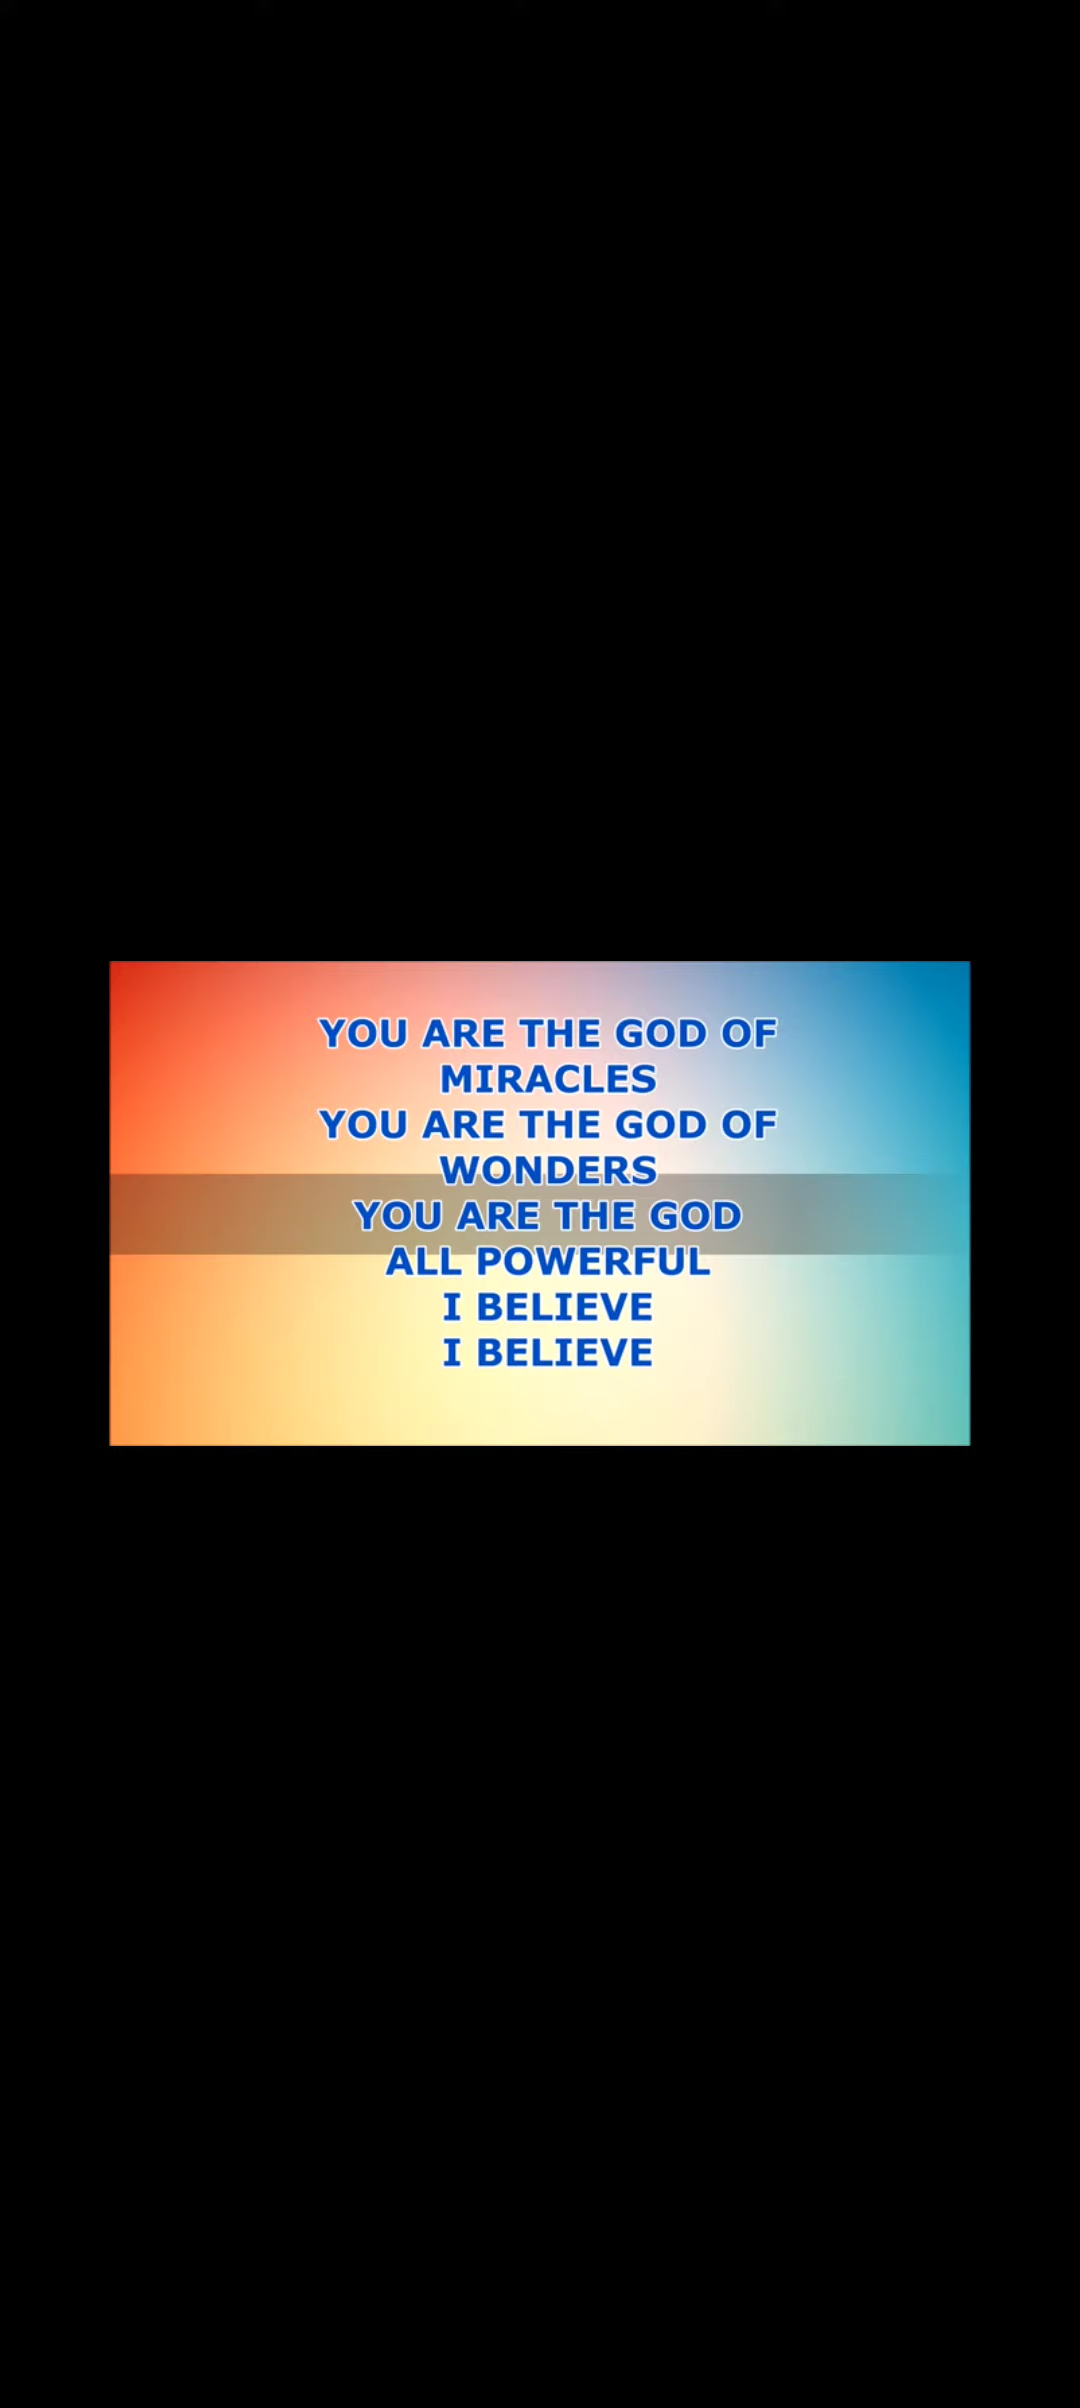 YOU ARE THE GOD OF
MIRACLES
YOU ARE THE GOD OF
WONDERS
YOU ARE THE GOD
ALL POWERFUL
I BELIEVE
I BELIEVE